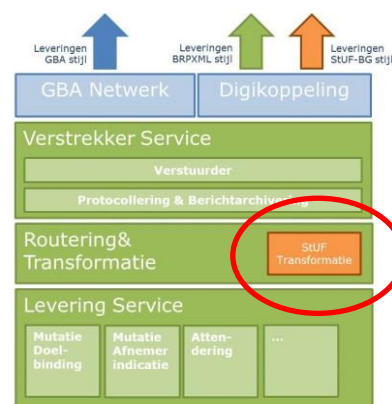 Leveringen
GBA stijl
Leveringen
BRPXML stijl
Leveringen
StUF-BG stijl
GBA Netwerk
Digikoppeling
Verstrekker Service
Verstuurder
Protocollering & Berichtarchivering
Routering&
Transformatie
StUF
Transformatie
Levering Service
Mutatie
Doel-
binding
Mutatie
Afnemer
indicatie
Atten-
dering
...